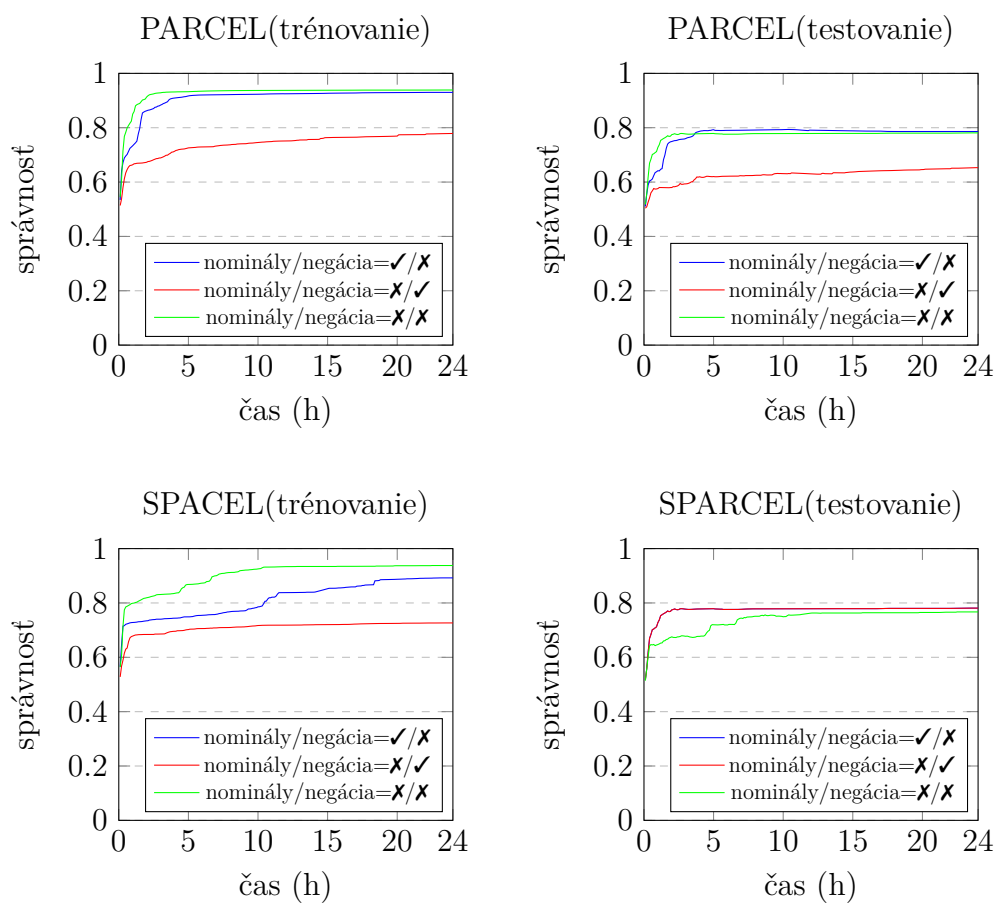 PARCEL(trénovanie)
1
0.8
0.6
0.4
0.2
0
správnosť
nominály/negácia=✓/✗
nominály/negácia=✗/✓
nominály/negácia=✗/✗
0 5 10 15 20 24
čas (h)
PARCEL(testovanie)
1
0.8
0.6
0.4
0.2
0
správnosť
nominály/negácia=✓/✗
nominály/negácia=✗/✓
nominály/negácia=✗/✗
0 5 10 15 20 24
čas (h)
SPACEL(trénovanie)
1
0.8
0.6
0.4
0.2
0
správnosť
nominály/negácia=✓/✗
nominály/negácia=✗/✓
nominály/negácia=✗/✗
0 5 10 15 20 24
čas (h)
SPARCEL(testovanie)
1
0.8
0.6
0.4
0.2
0
správnosť
nominály/negácia=✓/✗
nominály/negácia=✗/✓
nominály/negácia=✗/✗
0 5 10 15 20 24
čas (h)